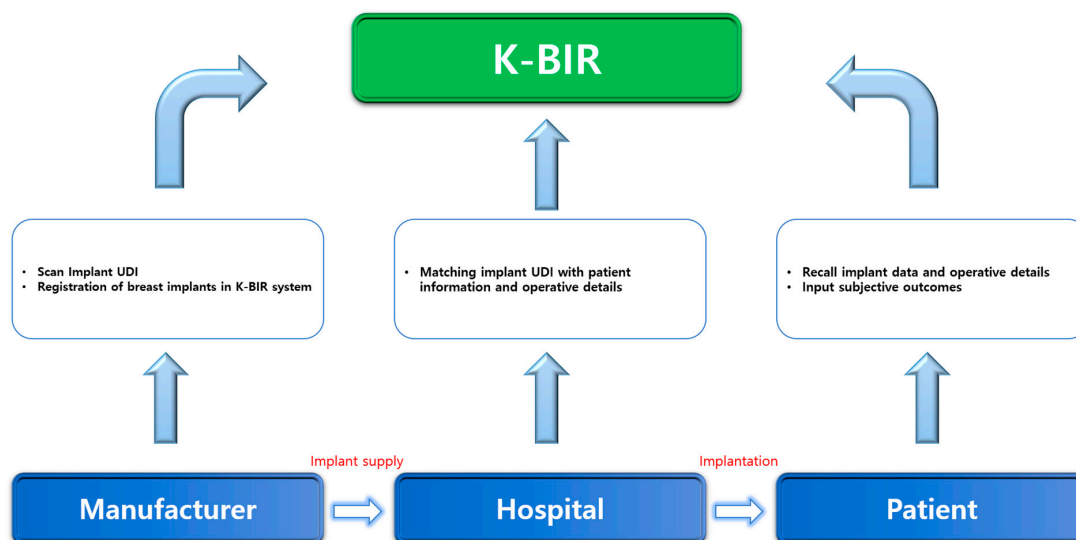 K-BIR
• Scan Implant UDI
• Registration of breast implants in K-BIR system
• Matching implant UDI with patient
information and operative details
• Recall implant data and operative details
• Input subjective outcomes
Implant supply
Implantation
Manufacturer
Hospital
Patient